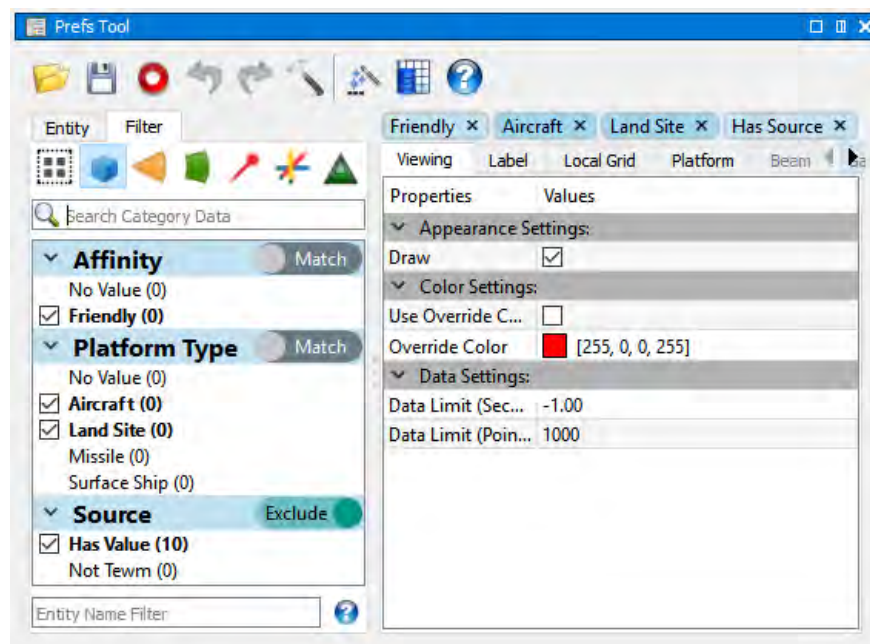 Prefs Tool
Entity Filter
Search Category Data
Affinity Match
No Value (0)
Friendly (0)
Platform Type Match
No Value (0)
Aircraft (0)
Land Site (0)
Missile (0)
Surface Ship (0)
Source Exclude
Has Value (10)
Not Tewm (0)
Entity Name Filter
Friendly × Aircraft × Land Site × Has Source ×
Viewing Label Local Grid Platform Beam
Properties Values
Appearance Settings:
Draw
Color Settings:
Use Override C...
Override Color [255, 0, 0, 255]
Data Settings:
Data Limit (Sec... -1.00
Data Limit (Poin... 1000